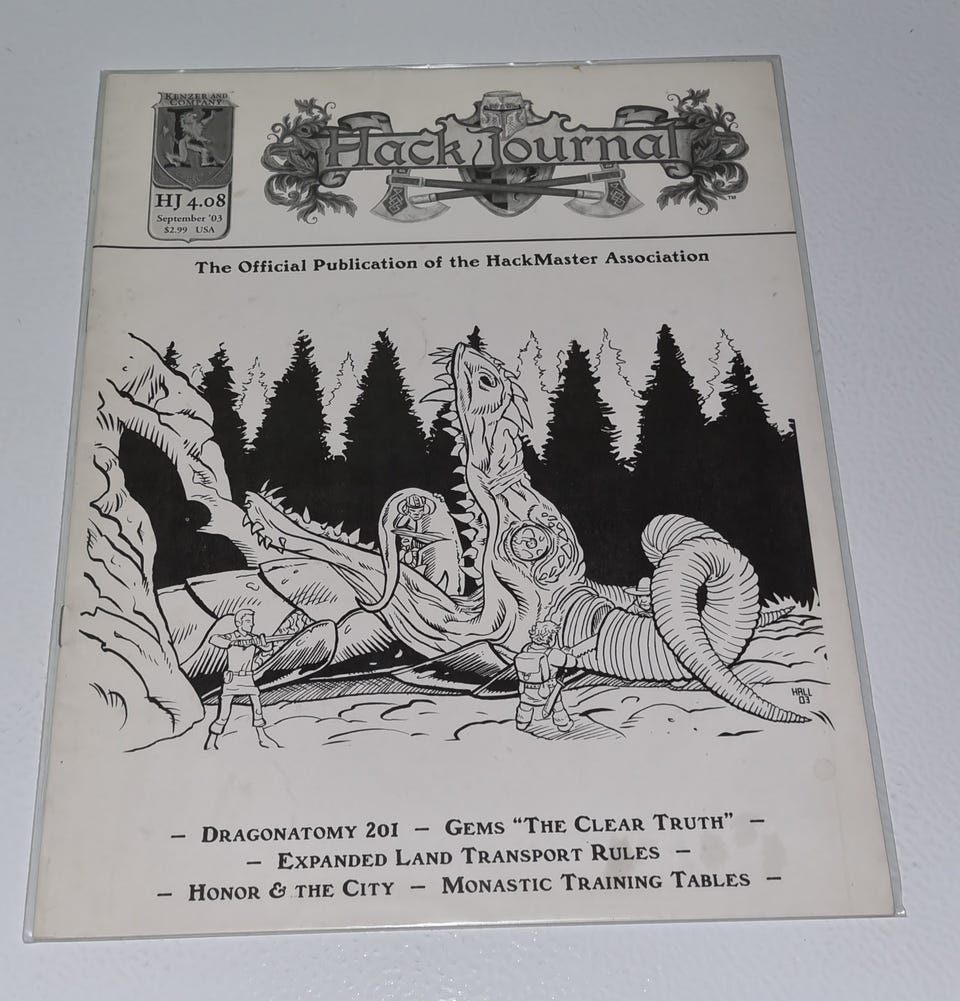 KENZER AND
COMPANY
Hack Journal ™
HJ 4.08
September '03
$2.99 USA
The Official Publication of the HackMaster Association
HALL
03
– Dragonatomy 201 – Gems “The Clear Truth” –
– Expanded Land Transport Rules –
– Honor & the City – Monastic Training Tables –